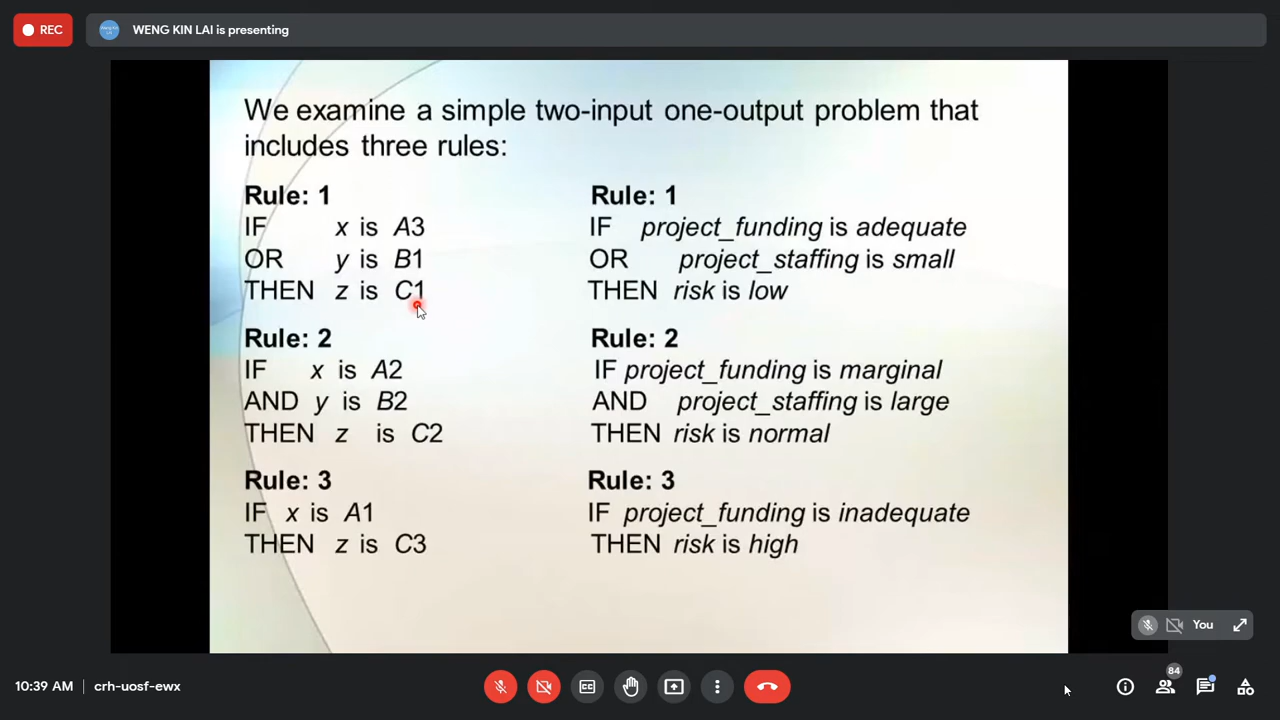 REC
WENG KIN LAI is presenting
We examine a simple two-input one-output problem that
includes three rules:
Rule: 1
IF x is A3
OR y is B1
THEN z is C1
Rule: 2
IF x is A2
AND y is B2
THEN z is C2
Rule: 3
IF x is A1
THEN z is C3
Rule: 1
IF project_funding is adequate
OR project_staffing is small
THEN risk is low
Rule: 2
IF project_funding is marginal
AND project_staffing is large
THEN risk is normal
Rule: 3
IF project_funding is inadequate
THEN risk is high
You
10:39 AM crh-uosf-ewx
84